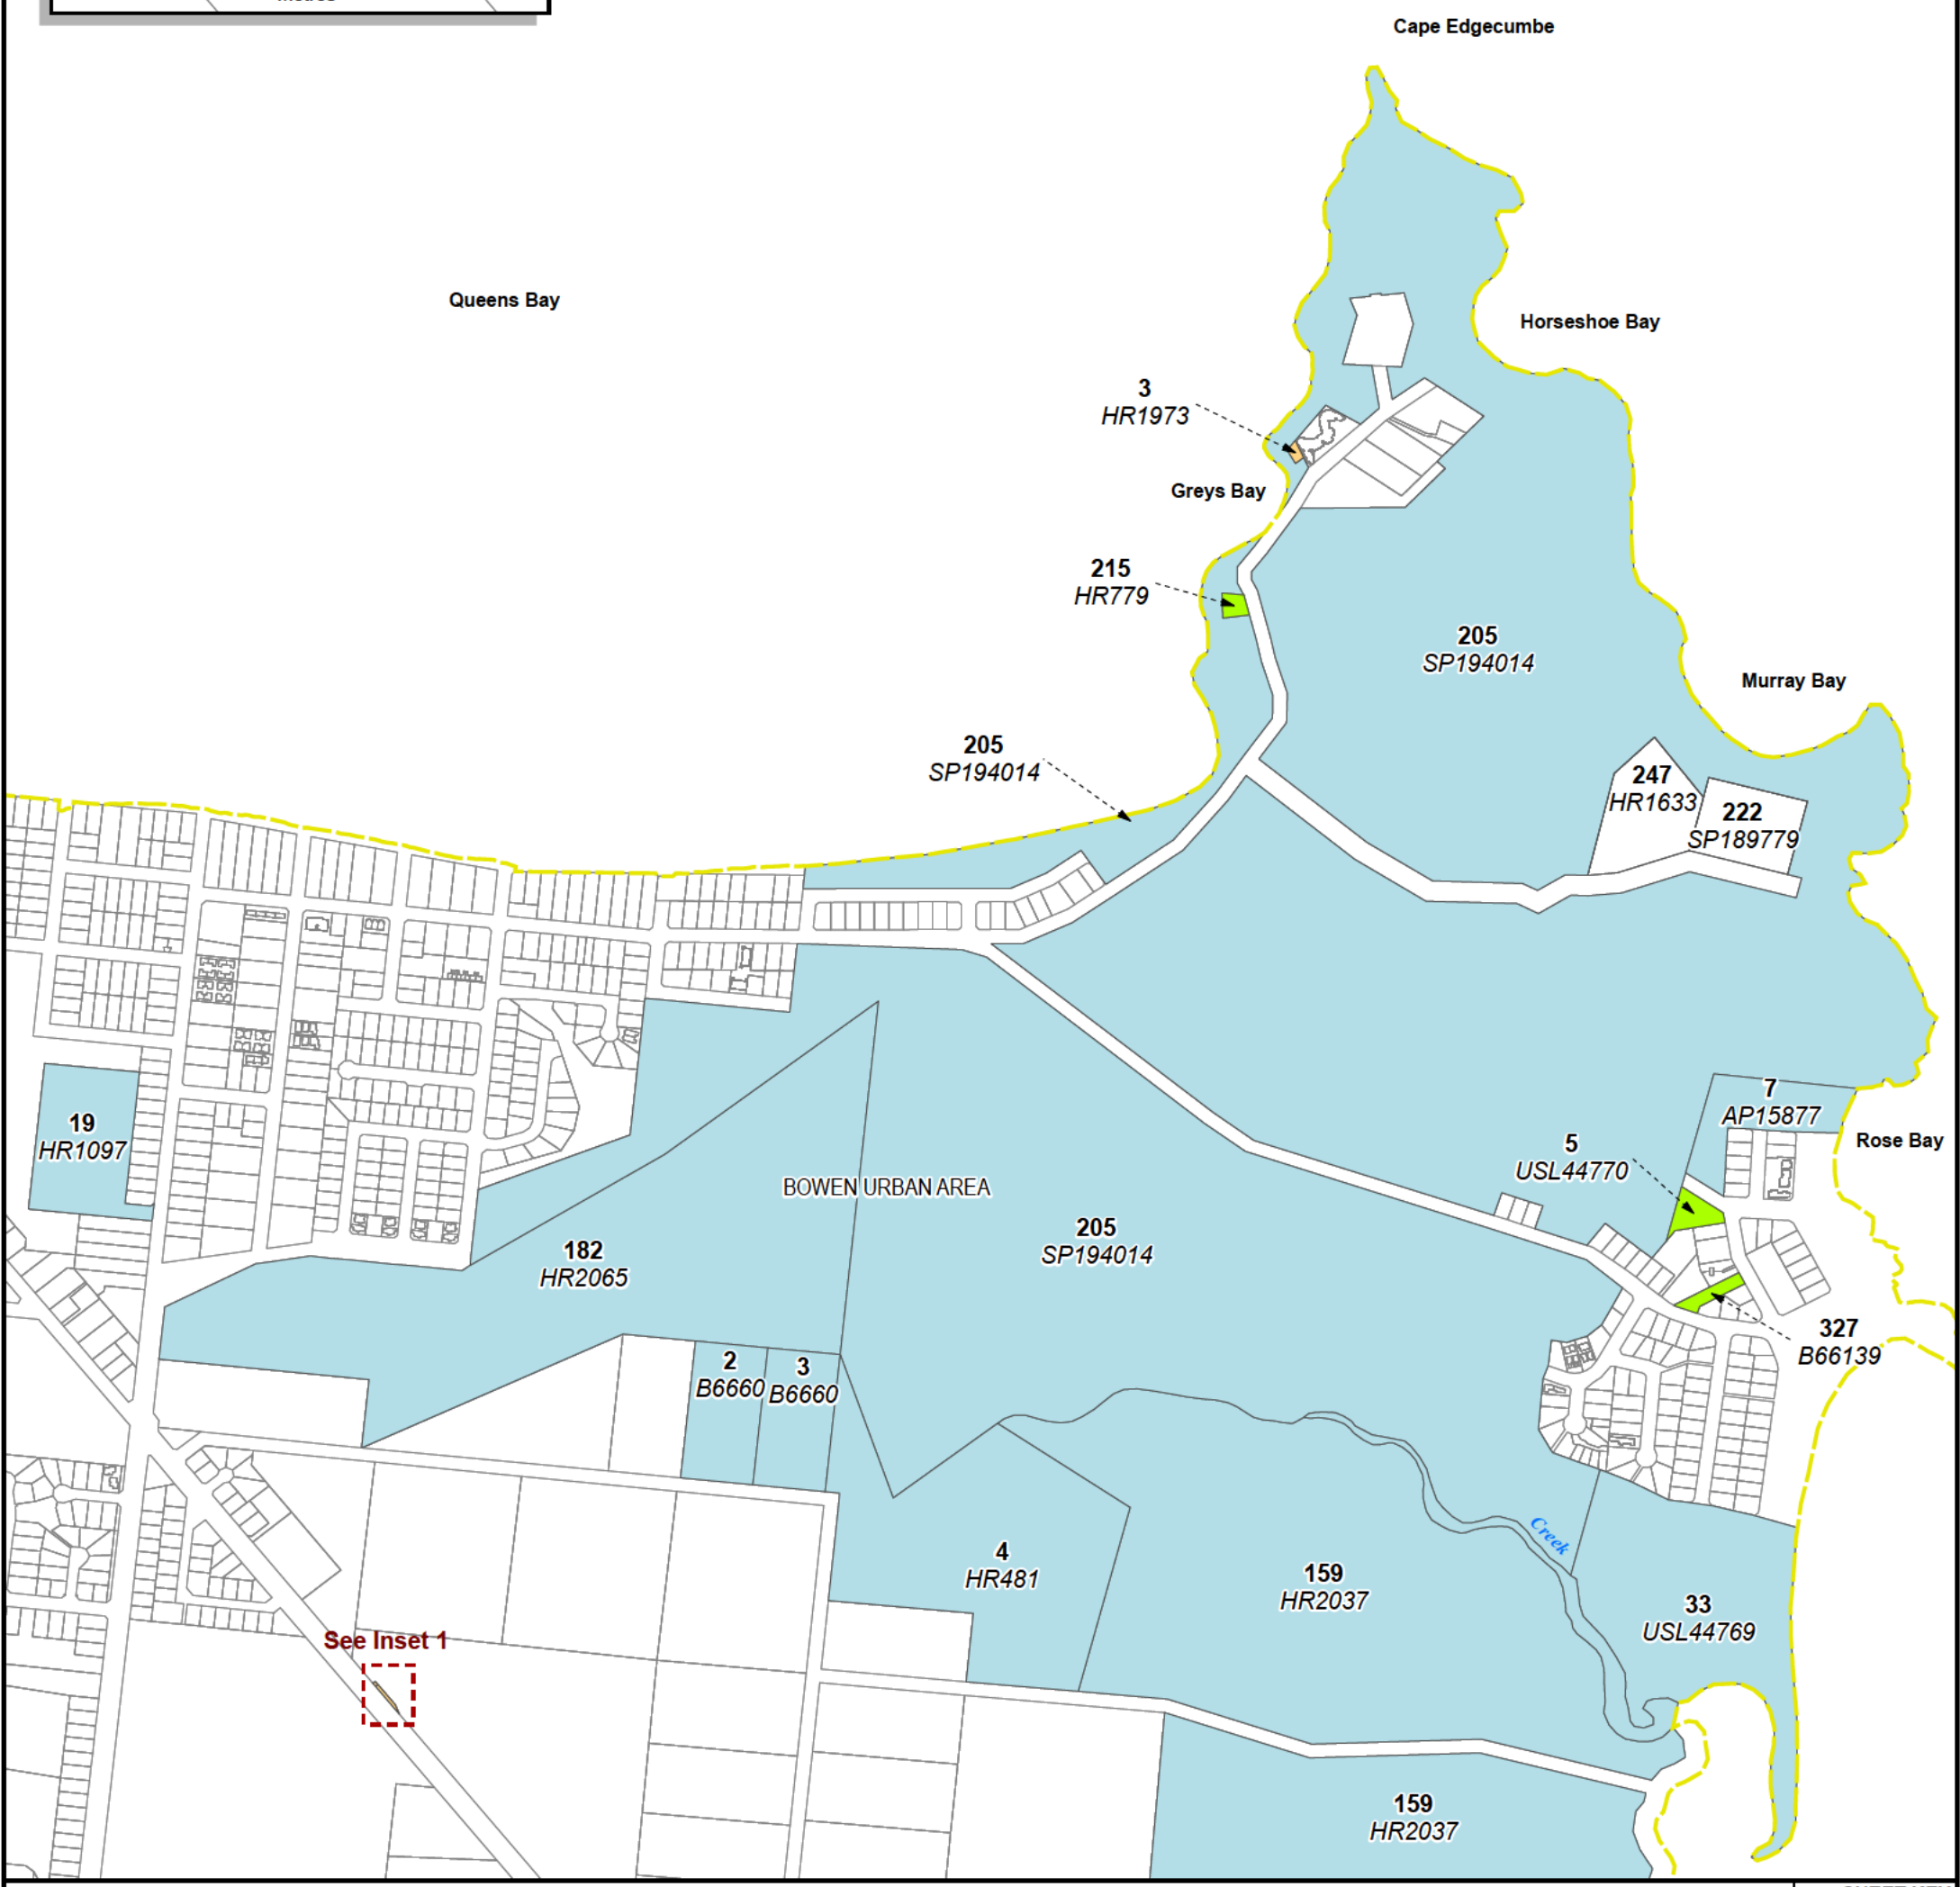 Cape Edgecumbe
Queens Bay
Horseshoe Bay
3
HR1973
Greys Bay
215
HR779
205
SP194014
Murray Bay
205
SP194014
247
HR1633
222
SP189779
7
AP15877
19
HR1097
5
USL44770
Rose Bay
BOWEN URBAN AREA
205
SP194014
182
HR2065
327
B66139
2
B6660
3
B6660
Creek
4
HR481
159
HR2037
33
USL44769
See Inset 1
159
HR2037